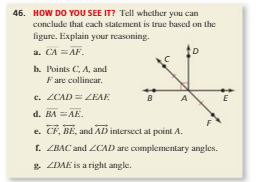 46. HOW DO YOU SEE IT? Tell whether you can
conclude that each statement is true based on the
figure. Explain your reasoning.
a. CA ≅ AF.
b. Points C, A, and
F are collinear.
c. ∠CAD ≅ ∠EAF.
d. BA ≅ AE.
e. CF, BE, and AD intersect at point A.
f. ∠BAC and ∠CAD are complementary angles.
g. ∠DAE is a right angle.
C
D
B
A
E
F